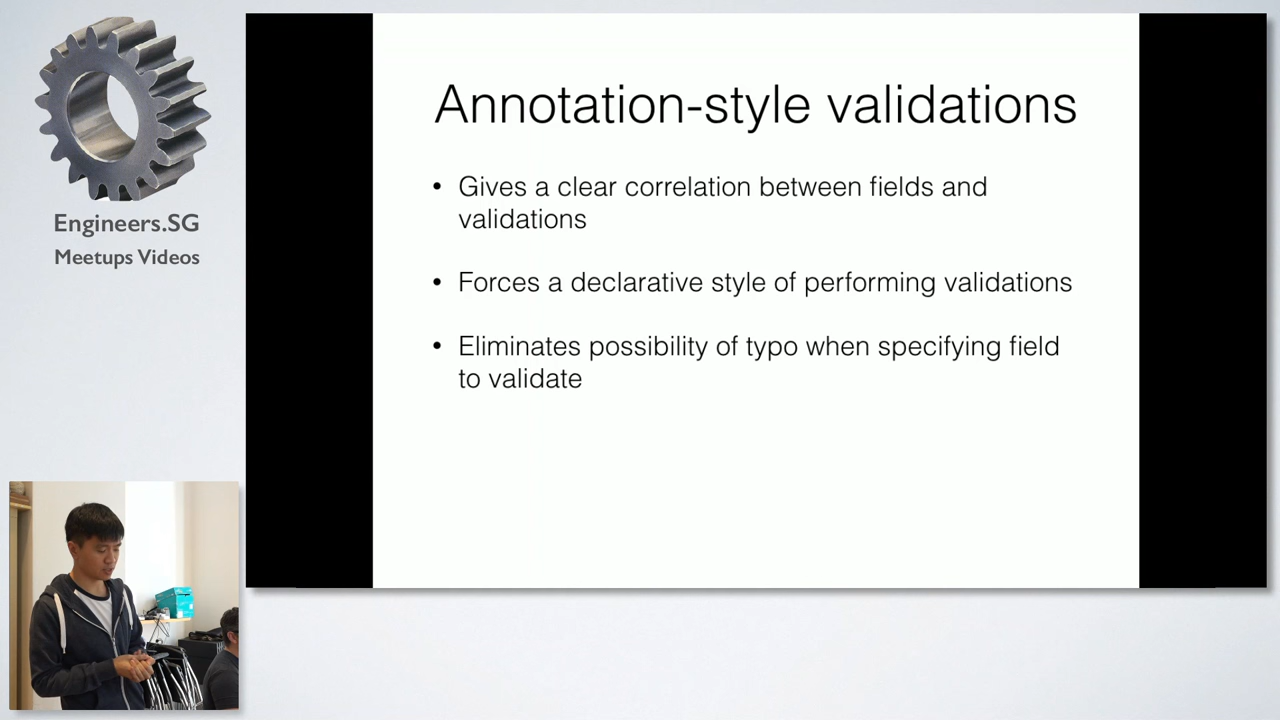 Engineers.SG
Meetups Videos
Annotation-style validations
• Gives a clear correlation between fields and
validations
• Forces a declarative style of performing validations
• Eliminates possibility of typo when specifying field
to validate